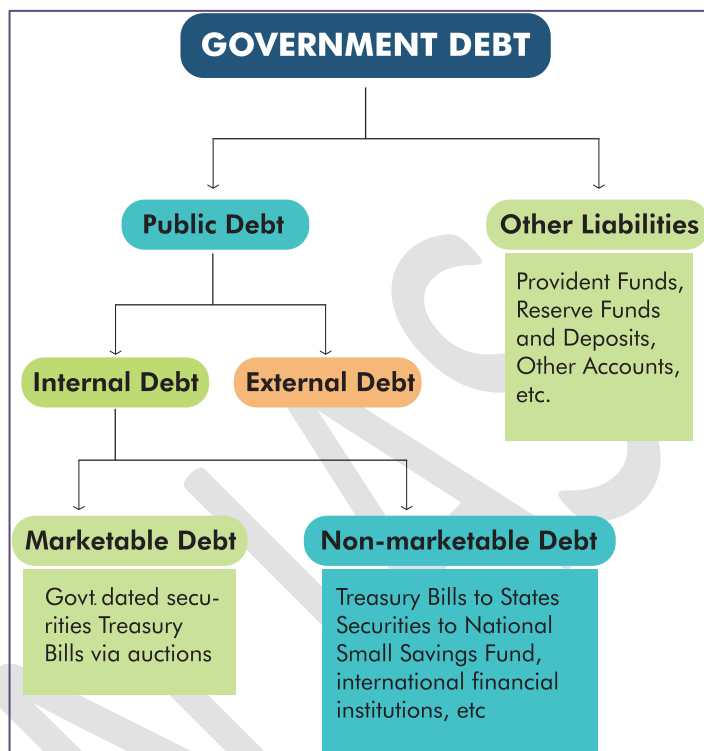 GOVERNMENT DEBT
Public Debt
Other Liabilities
Provident Funds,
Reserve Funds
and Deposits,
Other Accounts,
etc.
Internal Debt
External Debt
Marketable Debt
Non-marketable Debt
Govt. dated secu-
rities Treasury
Bills via auctions
Treasury Bills to States
Securities to National
Small Savings Fund,
international financial
institutions, etc